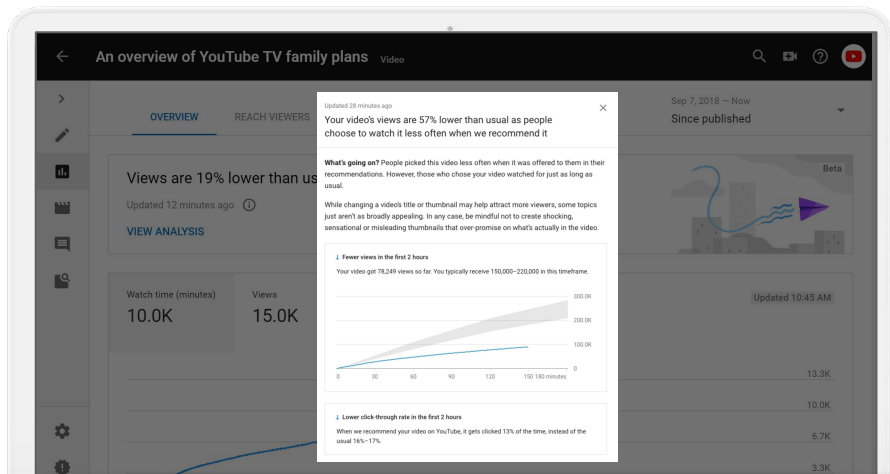 An overview of YouTube TV family plans Video
OVERVIEW REACH VIEWERS
Sep 7, 2018 – Now
Since published
Views are 19% lower than us
Updated 12 minutes ago
VIEW ANALYSIS
Beta
Watch time (minutes)
10.0K
Views
15.0K
Updated 10:45 AM
13.3K
10.0K
6.7K
3.3K
Updated 28 minutes ago
Your video's views are 57% lower than usual as people
choose to watch it less often when we recommend it
What's going on? People picked this video less often when it was offered to them in their
recommendations. However, those who chose your video watched for just as long as
usual.
While changing a video's title or thumbnail may help attract more viewers, some topics
just aren't as broadly appealing. In any case, be mindful not to create shocking,
sensational or misleading thumbnails that over-promise on what's actually in the video.
↓ Fewer views in the first 2 hours
Your video got 78,249 views so far. You typically receive 150,000–220,000 in this timeframe.
300.0K
200.0K
100.0K
0
0 30 60 90 120 150 180 minutes
↓ Lower click-through rate in the first 2 hours
When we recommend your video on YouTube, it gets clicked 13% of the time, instead of the
usual 16%–17%.